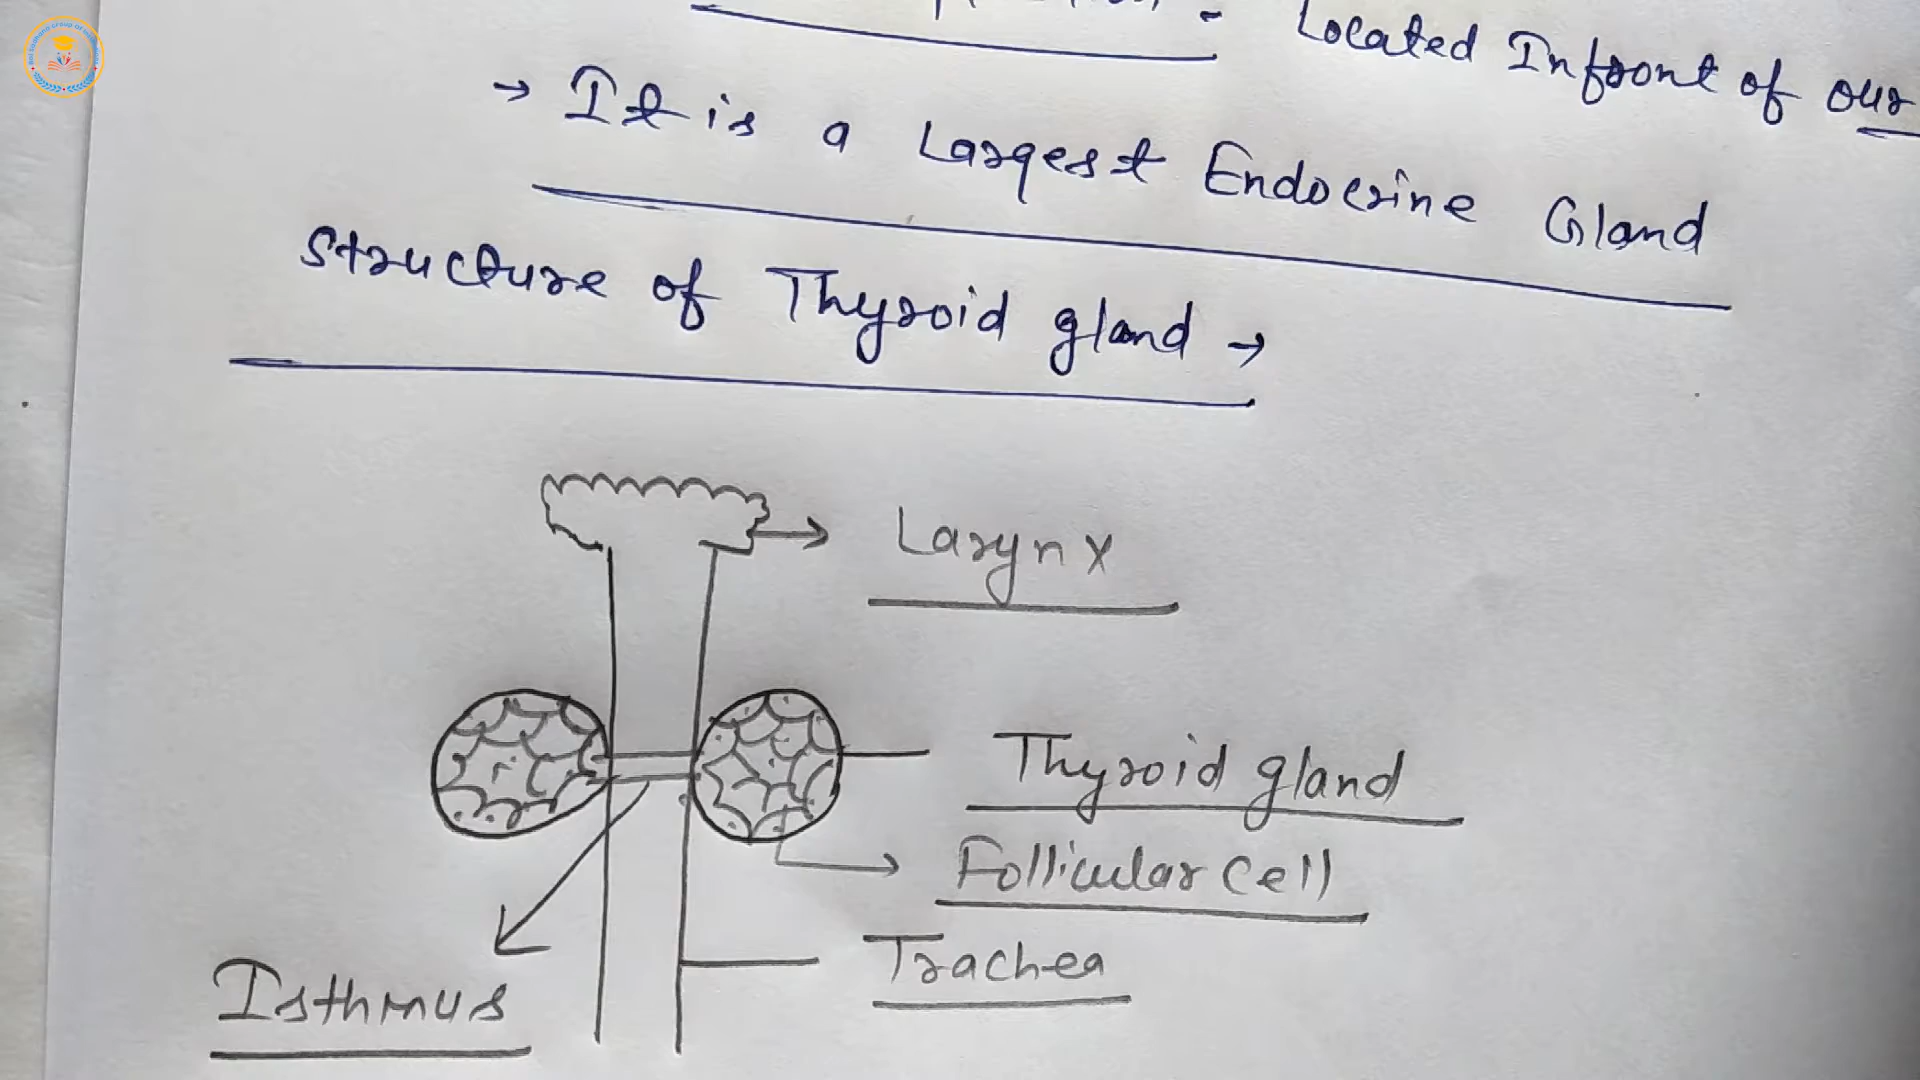 - Located Infront of our
→ It is a Largest Endocrine Gland
Structure of Thyroid gland →
Larynx
Thyroid gland
Follicular Cell
Trachea
Isthmus